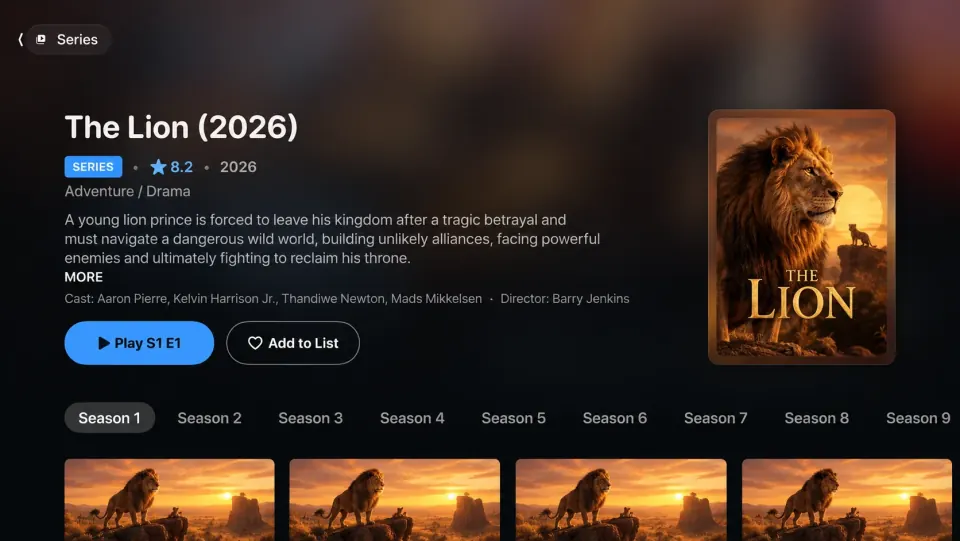 Series
The Lion (2026)
SERIES • 8.2 • 2026
Adventure / Drama
A young lion prince is forced to leave his kingdom after a tragic betrayal and
must navigate a dangerous wild world, building unlikely alliances, facing powerful
enemies and ultimately fighting to reclaim his throne.
MORE
Cast: Aaron Pierre, Kelvin Harrison Jr., Thandiwe Newton, Mads Mikkelsen • Director: Barry Jenkins
Play S1 E1 Add to List
THE
LION
Season 1 Season 2 Season 3 Season 4 Season 5 Season 6 Season 7 Season 8 Season 9